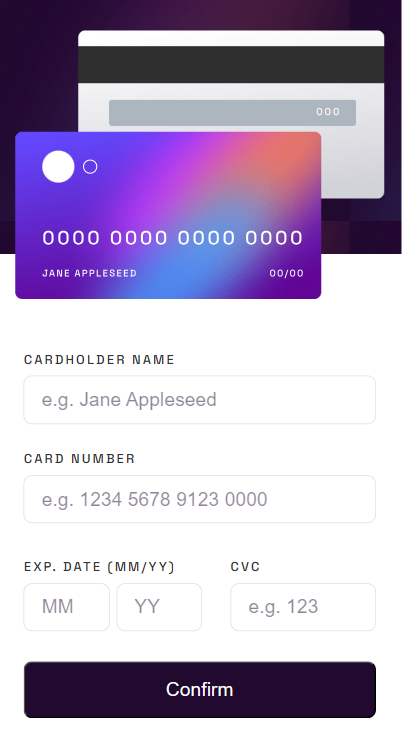 000
0000 0000 0000 0000
JANE APPLESEED 00/00
CARDHOLDER NAME
e.g. Jane Appleseed
CARD NUMBER
e.g. 1234 5678 9123 0000
EXP. DATE (MM/YY) CVC
MM YY e.g. 123
Confirm